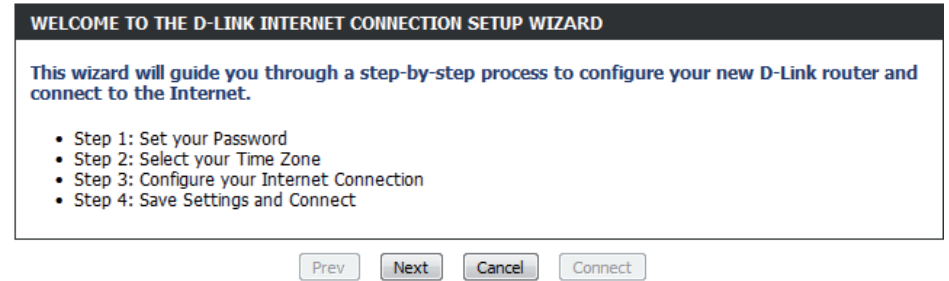 WELCOME TO THE D-LINK INTERNET CONNECTION SETUP WIZARD
This wizard will guide you through a step-by-step process to configure your new D-Link router and
connect to the Internet.
• Step 1: Set your Password
• Step 2: Select your Time Zone
• Step 3: Configure your Internet Connection
• Step 4: Save Settings and Connect
Prev Next Cancel Connect